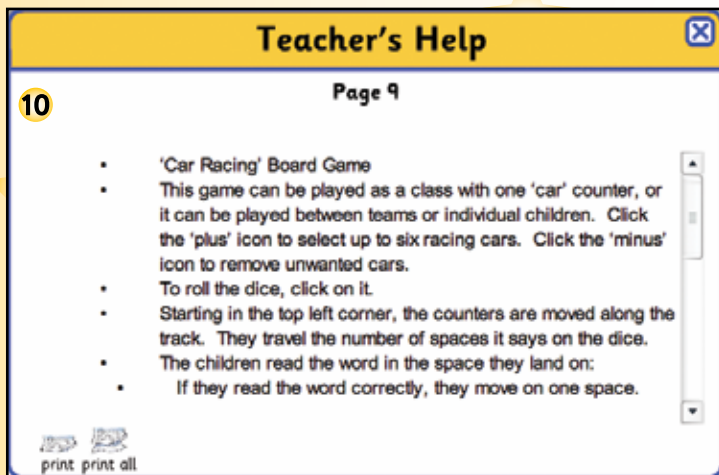 Teacher's Help
Page 9
10
• 'Car Racing' Board Game
• This game can be played as a class with one 'car' counter, or
it can be played between teams or individual children. Click
the 'plus' icon to select up to six racing cars. Click the 'minus'
icon to remove unwanted cars.
• To roll the dice, click on it.
• Starting in the top left corner, the counters are moved along the
track. They travel the number of spaces it says on the dice.
• The children read the word in the space they land on:
• If they read the word correctly, they move on one space.
print print all